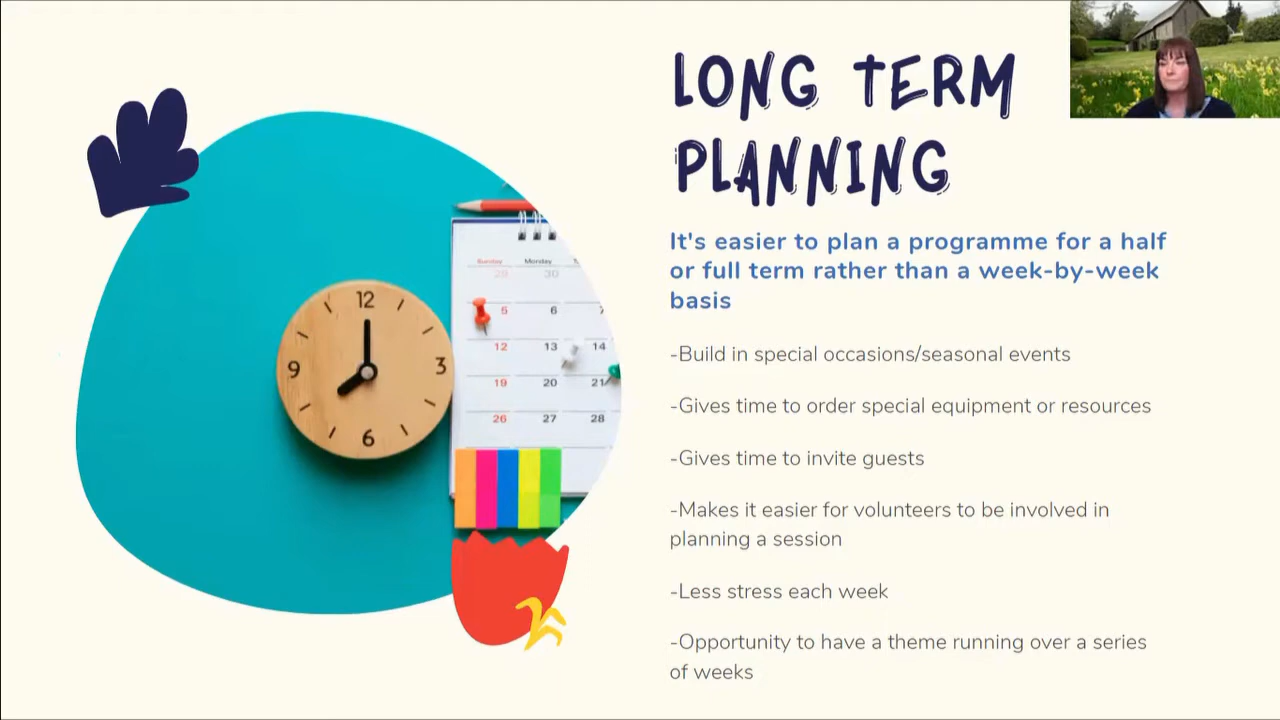 LONG TERM
PLANNING
It's easier to plan a programme for a half
or full term rather than a week-by-week
basis
-Build in special occasions/seasonal events
-Gives time to order special equipment or resources
-Gives time to invite guests
-Makes it easier for volunteers to be involved in
planning a session
-Less stress each week
-Opportunity to have a theme running over a series
of weeks
12
9 3
6
Sunday Monday
29 30
5 6 7
12 13 14
19 20 21
26 27 28